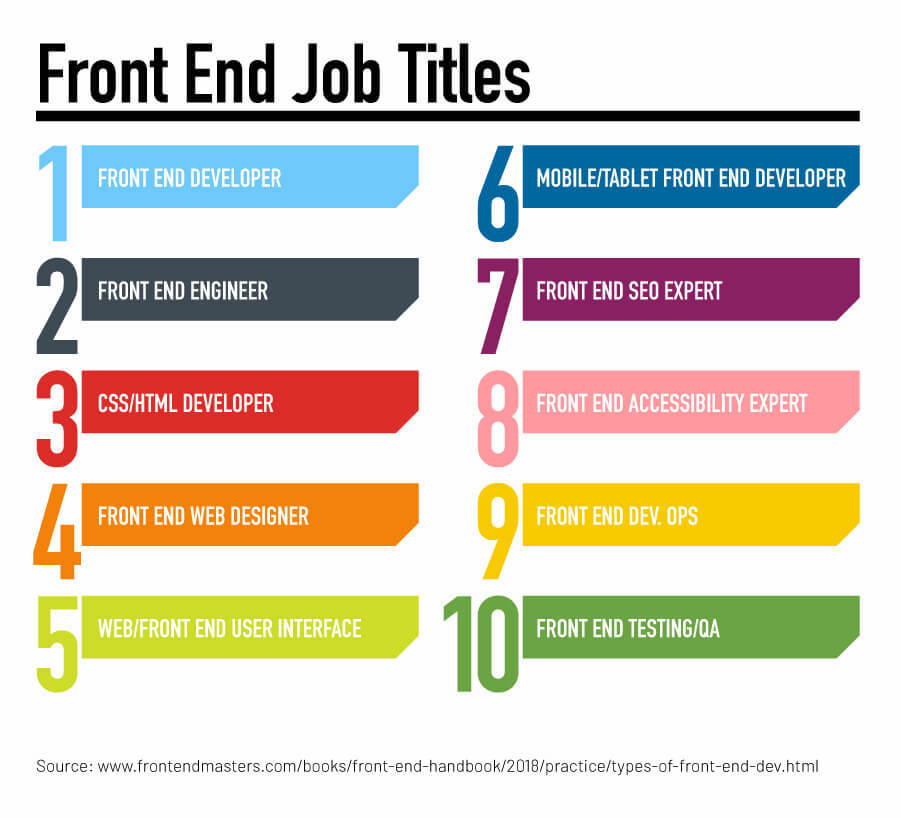 Front End Job Titles
1 FRONT END DEVELOPER
2 FRONT END ENGINEER
3 CSS/HTML DEVELOPER
4 FRONT END WEB DESIGNER
5 WEB/FRONT END USER INTERFACE
6 MOBILE/TABLET FRONT END DEVELOPER
7 FRONT END SEO EXPERT
8 FRONT END ACCESSIBILITY EXPERT
9 FRONT END DEV. OPS
10 FRONT END TESTING/QA
Source: www.frontendmasters.com/books/front-end-handbook/2018/practice/types-of-front-end-dev.html